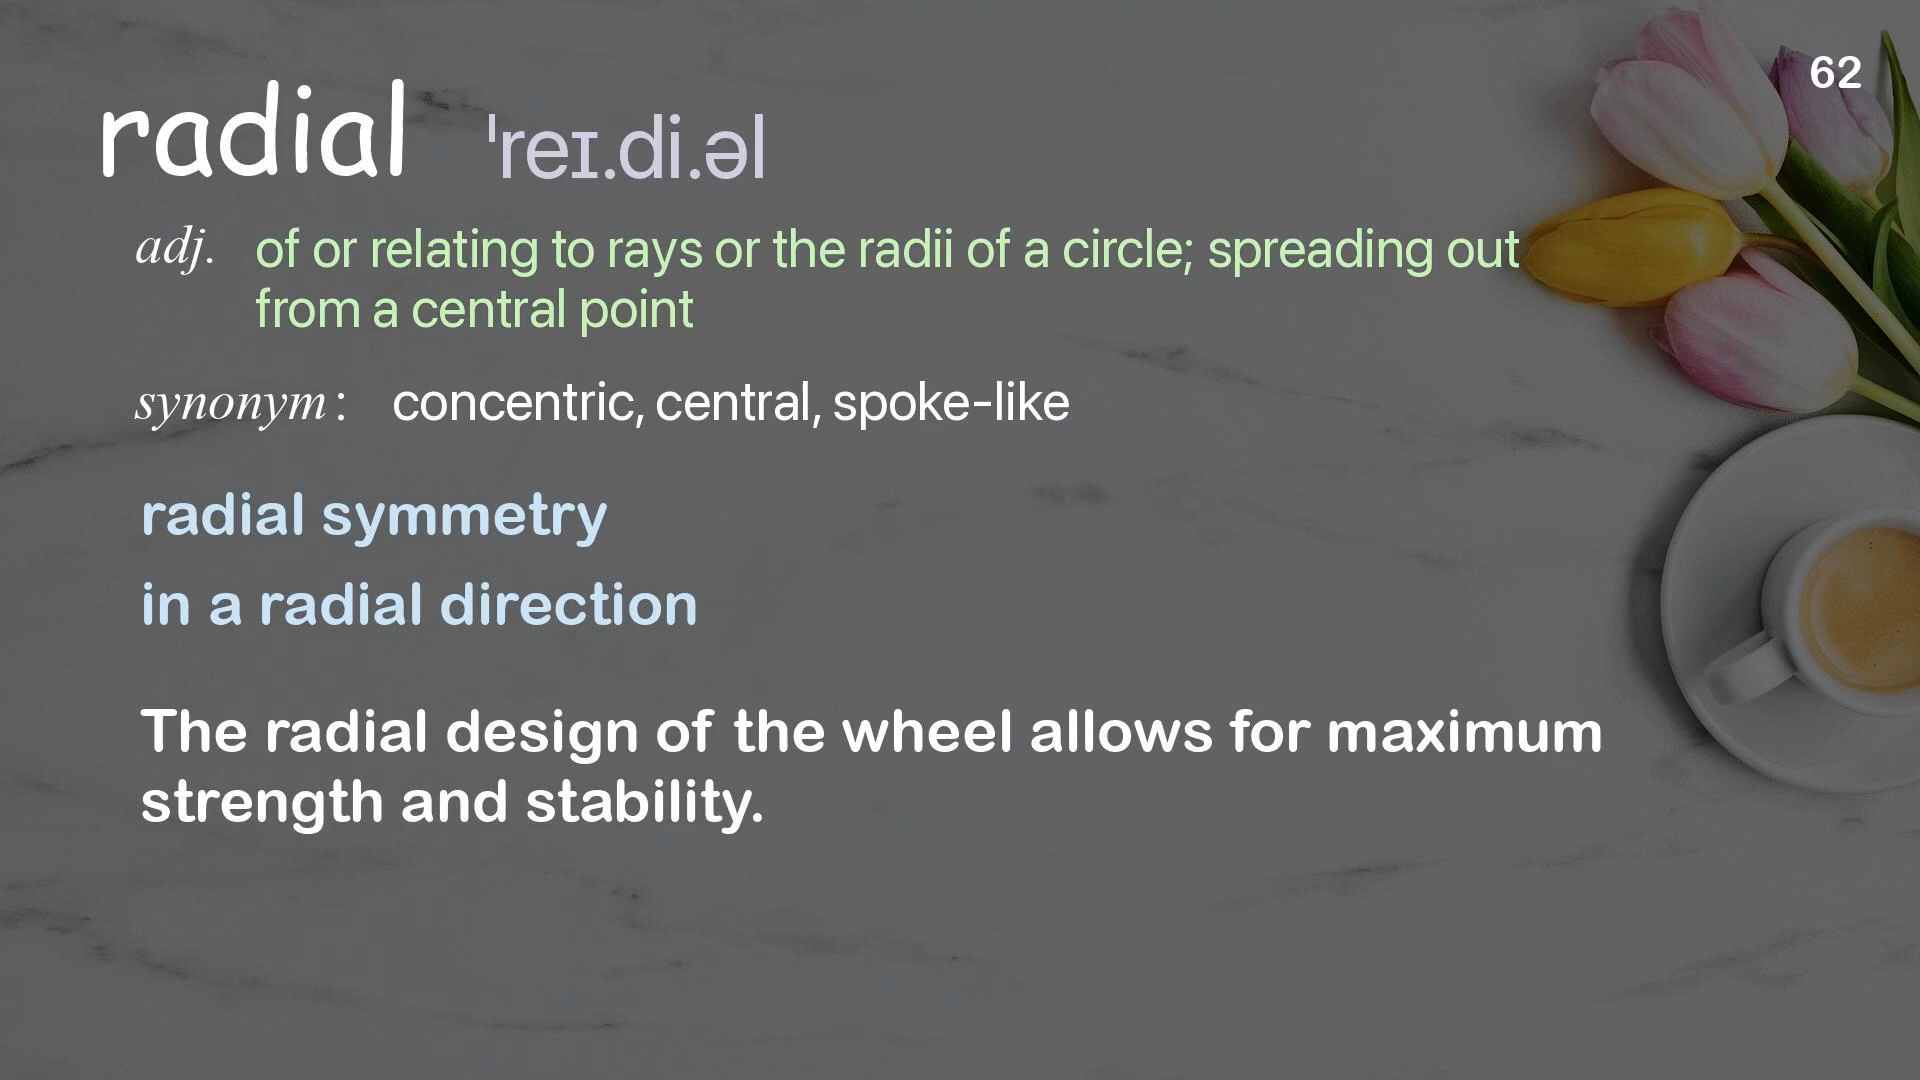 62
radial ˈreɪ.di.əl
adj. of or relating to rays or the radii of a circle; spreading out
from a central point
synonym: concentric, central, spoke-like
radial symmetry
in a radial direction
The radial design of the wheel allows for maximum
strength and stability.